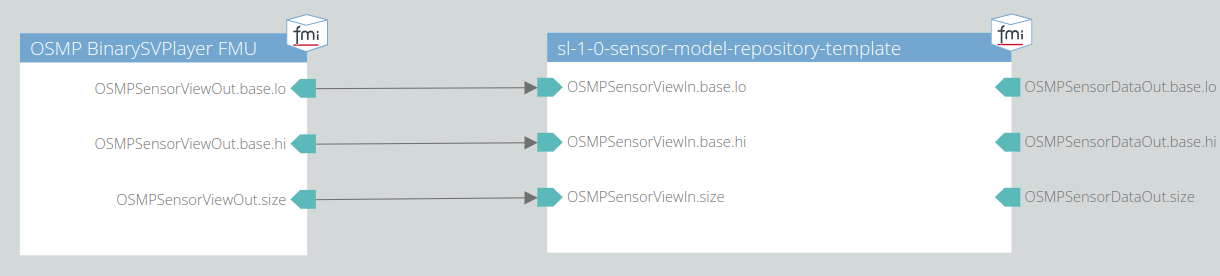 fmi
fmi
OSMP BinarySVPlayer FMU
sl-1-0-sensor-model-repository-template
OSMPSensorViewOut.base.lo
OSMPSensorViewIn.base.lo
OSMPSensorDataOut.base.lo
OSMPSensorViewOut.base.hi
OSMPSensorViewIn.base.hi
OSMPSensorDataOut.base.hi
OSMPSensorViewOut.size
OSMPSensorViewIn.size
OSMPSensorDataOut.size